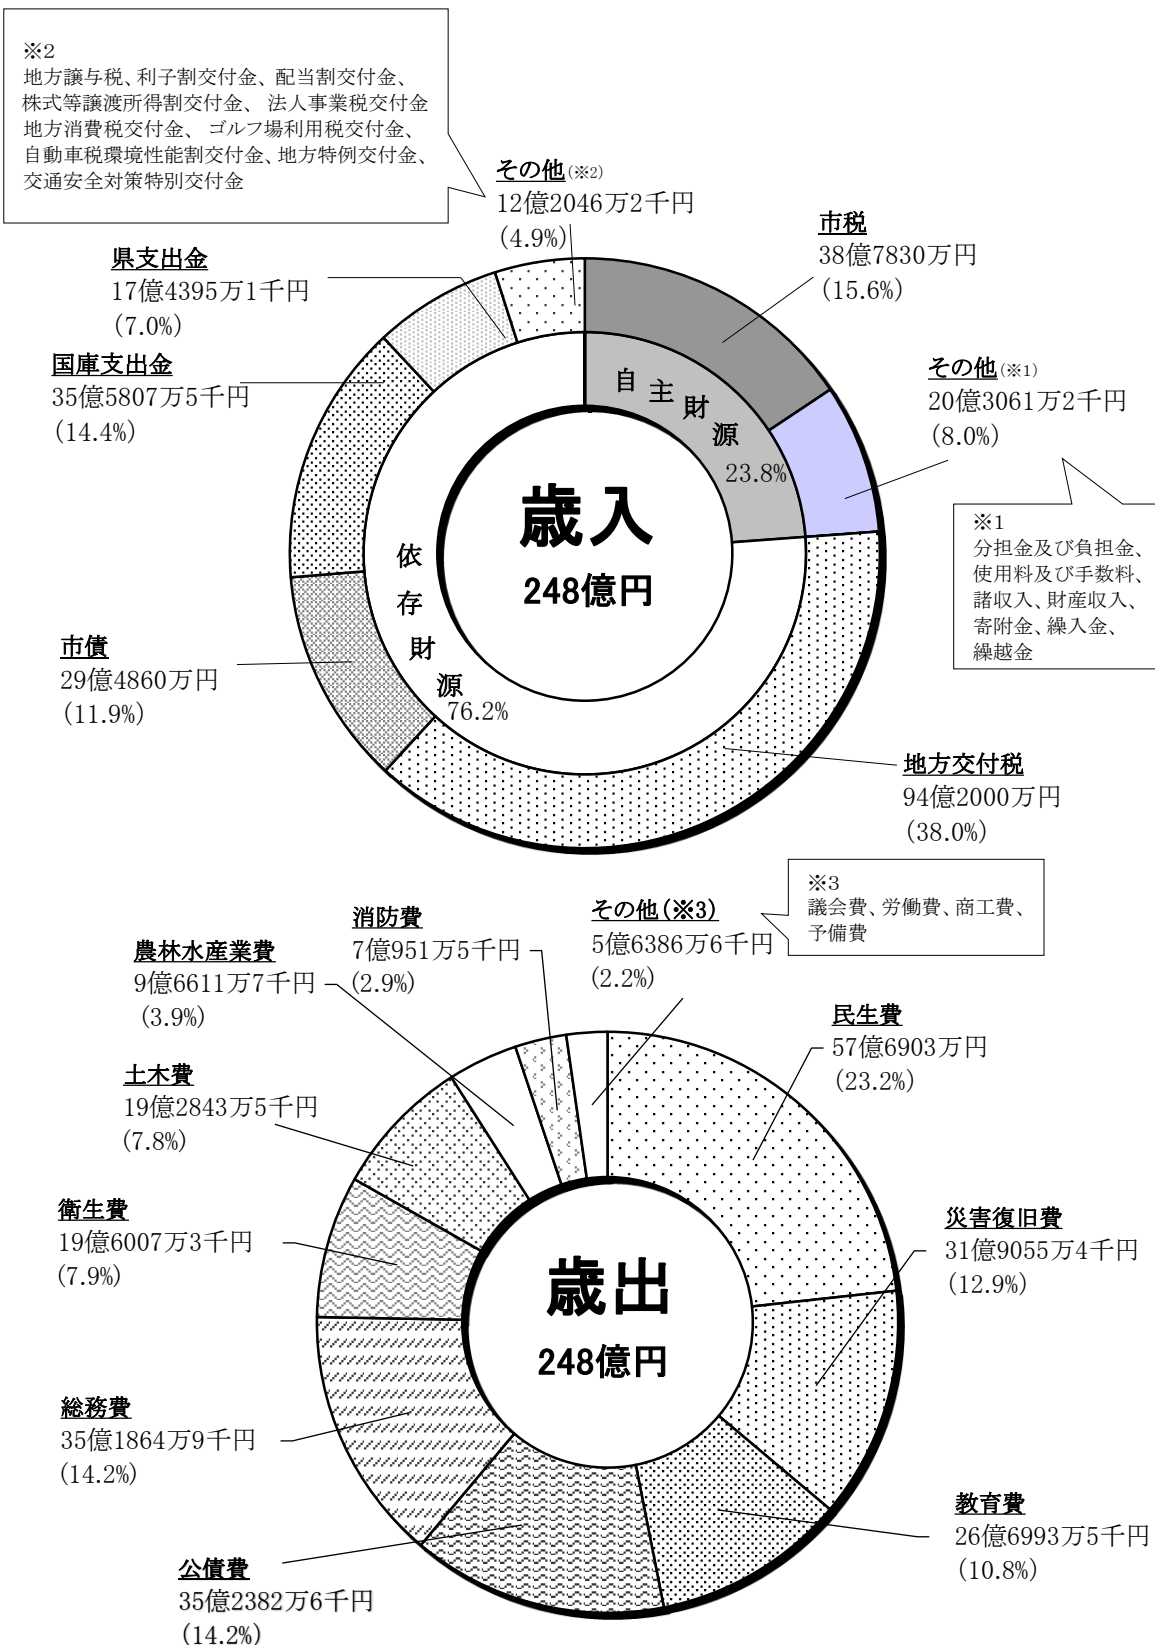 ※2
地方譲与税、利子割交付金、配当割交付金、
株式等譲渡所得割交付金、 法人事業税交付金
地方消費税交付金、 ゴルフ場利用税交付金、
自動車税環境性能割交付金、地方特例交付金、
交通安全対策特別交付金
その他(※2)
12億2046万2千円
(4.9%)
市税
38億7830万円
(15.6%)
県支出金
17億4395万1千円
(7.0%)
国庫支出金
35億5807万5千円
(14.4%)
その他(※1)
20億3061万2千円
(8.0%)
自主財源
23.8%
歳入
248億円
※1
分担金及び負担金、
使用料及び手数料、
諸収入、財産収入、
寄附金、繰入金、
繰越金
依存財源
76.2%
市債
29億4860万円
(11.9%)
地方交付税
94億2000万円
(38.0%)
※3
議会費、労働費、商工費、
予備費
その他(※3)
5億6386万6千円
(2.2%)
消防費
7億951万5千円
(2.9%)
農林水産業費
9億6611万7千円
(3.9%)
民生費
57億6903万円
(23.2%)
土木費
19億2843万5千円
(7.8%)
衛生費
19億6007万3千円
(7.9%)
災害復旧費
31億9055万4千円
(12.9%)
歳出
248億円
総務費
35億1864万9千円
(14.2%)
教育費
26億6993万5千円
(10.8%)
公債費
35億2382万6千円
(14.2%)